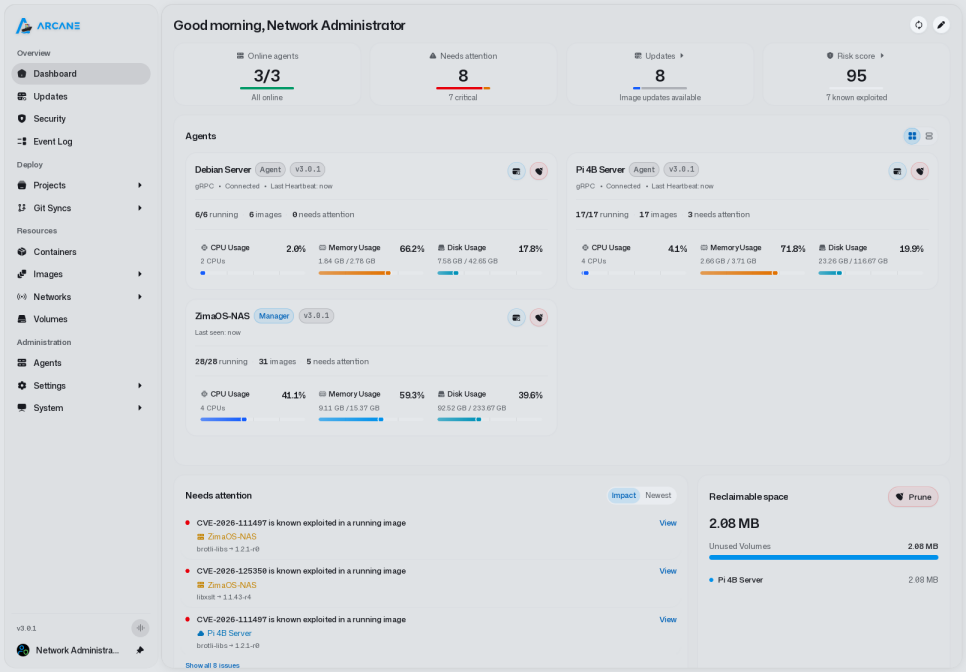 ARCANE
Overview
Dashboard
Updates
Security
Event Log
Deploy
Projects
Git Syncs
Resources
Containers
Images
Networks
Volumes
Administration
Agents
Settings
System
v3.0.1
Network Administra...
Good morning, Network Administrator
Online agents
3/3
All online
Needs attention
8
7 critical
Updates
8
Image updates available
Risk score
95
7 known exploited
Agents
Debian Server Agent v3.0.1
gRPC • Connected • Last Heartbeat: now
6/6 running 6 images 0 needs attention
CPU Usage 2.0%
2 CPUs
Memory Usage 66.2%
1.84 GB / 2.78 GB
Disk Usage 17.8%
7.58 GB / 42.65 GB
Pi 4B Server Agent v3.0.1
gRPC • Connected • Last Heartbeat: now
17/17 running 17 images 3 needs attention
CPU Usage 4.1%
4 CPUs
Memory Usage 71.8%
2.66 GB / 3.71 GB
Disk Usage 19.9%
23.26 GB / 116.67 GB
ZimaOS-NAS Manager v3.0.1
Last seen: now
28/28 running 31 images 5 needs attention
CPU Usage 41.1%
4 CPUs
Memory Usage 59.3%
9.11 GB / 15.37 GB
Disk Usage 39.6%
92.52 GB / 233.67 GB
Needs attention
Impact Newest
CVE-2026-111497 is known exploited in a running image View
ZimaOS-NAS
brotli-libs → 1.2.1-r0
CVE-2026-125350 is known exploited in a running image View
ZimaOS-NAS
libxslt → 1.1.43-r4
CVE-2026-111497 is known exploited in a running image View
Pi 4B Server
brotli-libs → 1.2.1-r0
Show all 8 issues
Reclaimable space Prune
2.08 MB
Unused Volumes 2.08 MB
Pi 4B Server 2.08 MB